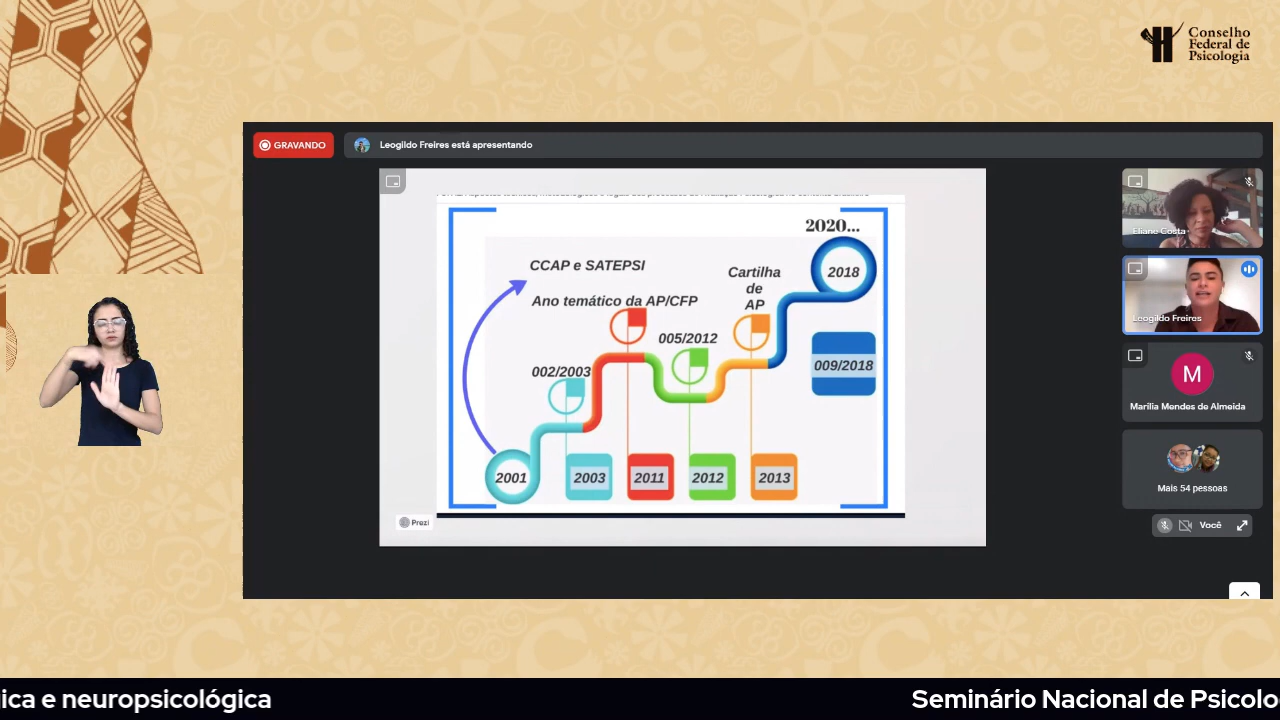 Conselho
Federal de
Psicologia
GRAVANDO
Leogildo Freires está apresentando
2020...
2018
CCAP e SATEPSI
Cartilha
de
AP
Ano temático da AP/CFP
005/2012
002/2003
009/2018
2001
2003
2011
2012
2013
Prezi
Eliane Costa
Leogildo Freires
M
Marília Mendes de Almeida
Mais 54 pessoas
Você
ica e neuropsicológica
Seminário Nacional de Psicolo